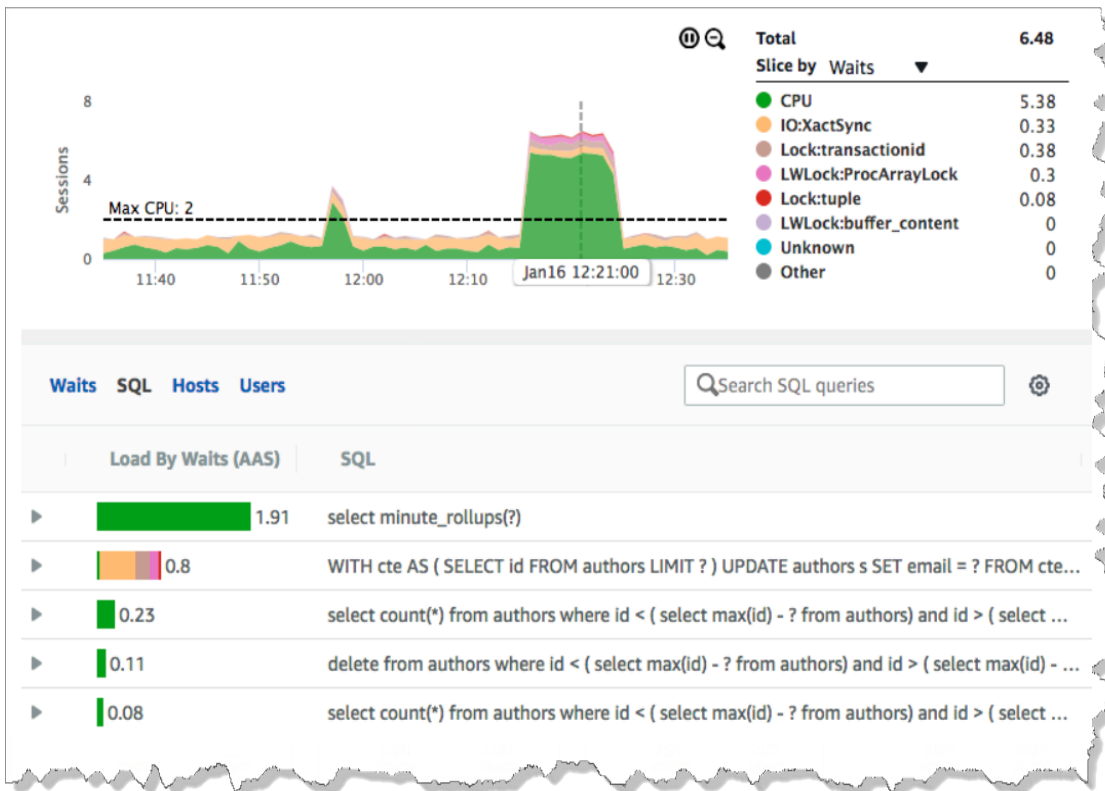 Total 6.48
Slice by Waits
8
CPU 5.38
IO:XactSync 0.33
Lock:transactionid 0.38
Sessions
4
LWLock:ProcArrayLock 0.3
Lock:tuple 0.08
Max CPU: 2
LWLock:buffer_content 0
Unknown 0
0
Other 0
11:40 11:50 12:00 12:10 Jan16 12:21:00 12:30
Waits SQL Hosts Users Search SQL queries
Load By Waits (AAS) SQL
1.91 select minute_rollups(?)
0.8 WITH cte AS ( SELECT id FROM authors LIMIT ? ) UPDATE authors s SET email = ? FROM cte...
0.23 select count(*) from authors where id < ( select max(id) - ? from authors) and id > ( select ...
0.11 delete from authors where id < ( select max(id) - ? from authors) and id > ( select max(id) - ...
0.08 select count(*) from authors where id < ( select max(id) - ? from authors) and id > ( select ...